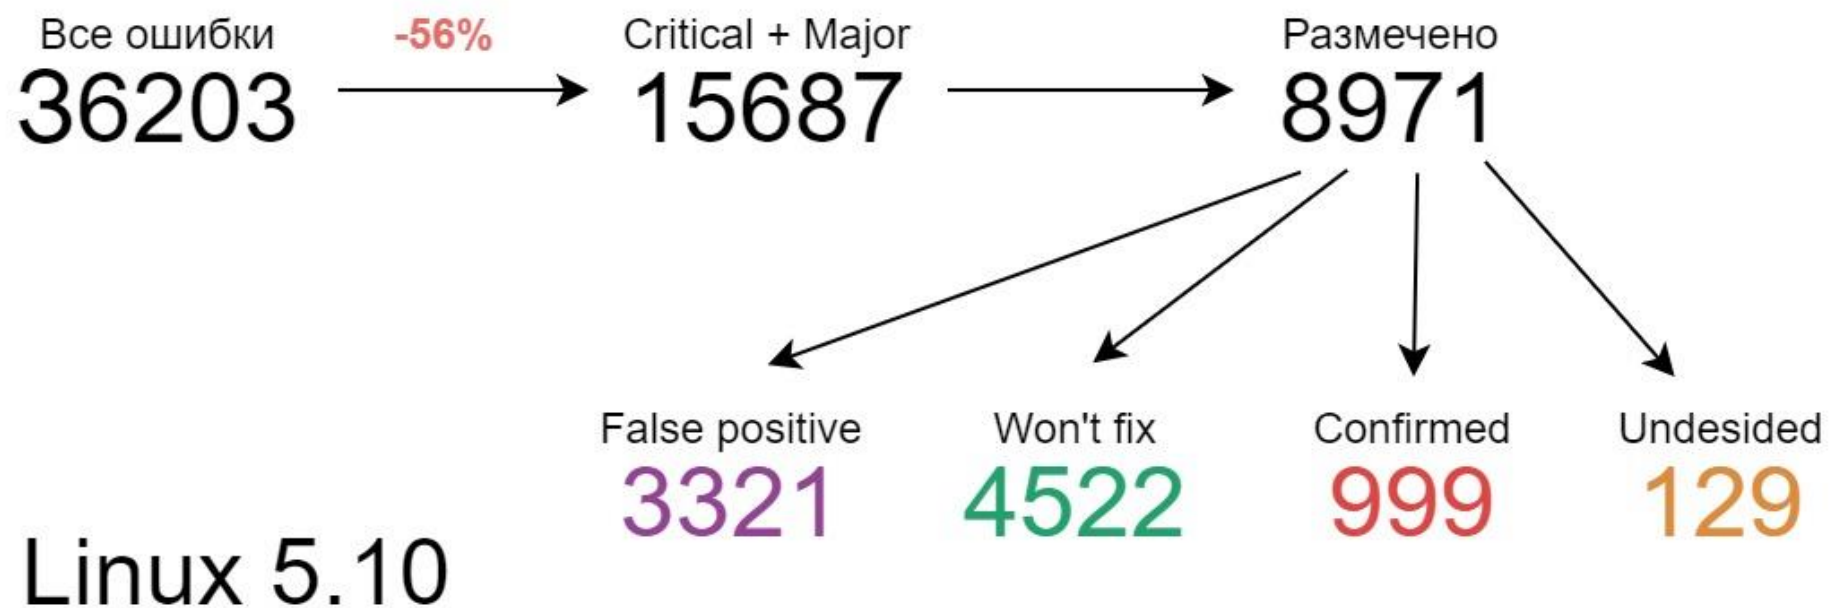 Все ошибки -56% Critical + Major Размечено
36203 15687 8971
False positive Won't fix Confirmed Undesided
3321 4522 999 129
Linux 5.10